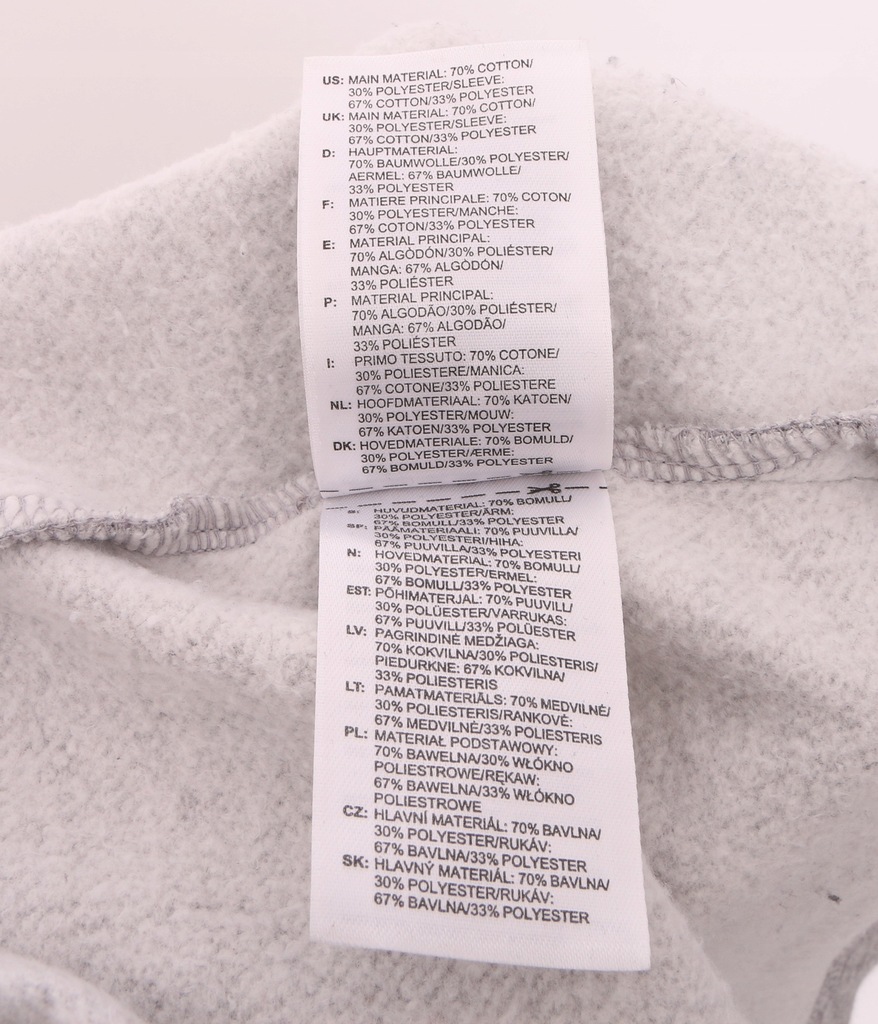 US: MAIN MATERIAL: 70% COTTON/
30% POLYESTER/SLEEVE:
67% COTTON/33% POLYESTER
UK: MAIN MATERIAL: 70% COTTON/
30% POLYESTER/SLEEVE:
67% COTTON/33% POLYESTER
D: HAUPTMATERIAL:
70% BAUMWOLLE/30% POLYESTER/
AERMEL: 67% BAUMWOLLE/
33% POLYESTER
F: MATIERE PRINCIPALE: 70% COTON/
30% POLYESTER/MANCHE:
67% COTON/33% POLYESTER
E: MATERIAL PRINCIPAL:
70% ALGÒDÓN/30% POLIÉSTER/
MANGA: 67% ALGÒDÓN/
33% POLIÉSTER
P: MATERIAL PRINCIPAL:
70% ALGODÃO/30% POLIÉSTER/
MANGA: 67% ALGODÃO/
33% POLIÉSTER
I: PRIMO TESSUTO: 70% COTONE/
30% POLIESTERE/MANICA:
67% COTONE/33% POLIESTERE
NL: HOOFDMATERIAAL: 70% KATOEN/
30% POLYESTER/MOUW:
67% KATOEN/33% POLYESTER
DK: HOVEDMATERIALE: 70% BOMULD/
30% POLYESTER/ÆRME:
67% BOMULD/33% POLYESTER
S: HUVUDMATERIAL: 70% BOMULL/
30% POLYESTER/ÄRM:
67% BOMULL/33% POLYESTER
SF: PÄÄMATERIAALI: 70% PUUVILLA/
30% POLYESTERI/HIHA:
67% PUUVILLA/33% POLYESTERI
N: HOVEDMATERIAL: 70% BOMULL/
30% POLYESTER/ERMEL:
67% BOMULL/33% POLYESTER
EST: PÕHIMATERJAL: 70% PUUVILL/
30% POLÜESTER/VARRUKAS:
67% PUUVILL/33% POLÜESTER
LV: PAGRINDINĖ MEDŽIAGA:
70% KOKVILNA/30% POLIESTERIS/
PIEDURKNE: 67% KOKVILNA/
33% POLIESTERIS
LT: PAMATMATERIĀLS: 70% MEDVILNĖ/
30% POLIESTERIS/RANKOVĖ:
67% MEDVILNĖ/33% POLIESTERIS
PL: MATERIAŁ PODSTAWOWY:
70% BAWELNA/30% WŁÓKNO
POLIESTROWE/RĘKAW:
67% BAWELNA/33% WŁÓKNO
POLIESTROWE
CZ: HLAVNÍ MATERIÁL: 70% BAVLNA/
30% POLYESTER/RUKÁV:
67% BAVLNA/33% POLYESTER
SK: HLAVNÝ MATERIÁL: 70% BAVLNA/
30% POLYESTER/RUKÁV:
67% BAVLNA/33% POLYESTER